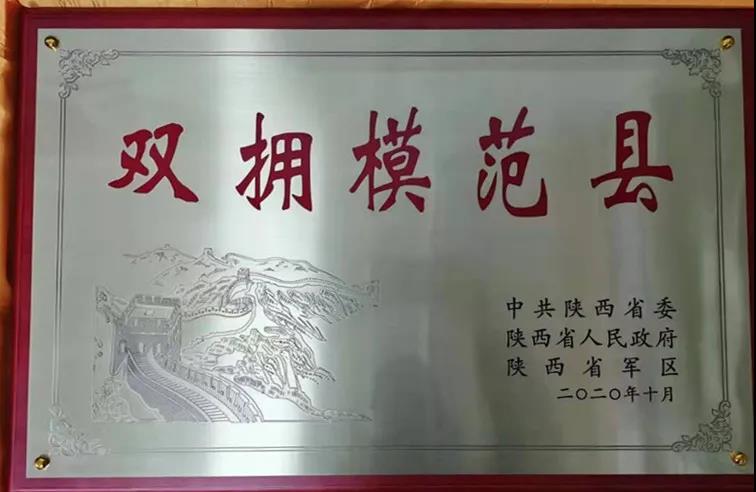 双拥模范县
中共陕西省委
陕西省人民政府
陕西省军区
二〇二〇年十月